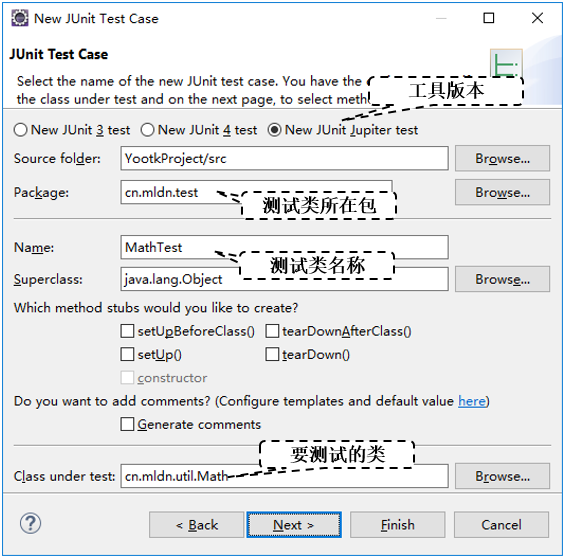 New JUnit Test Case
JUnit Test Case
Select the name of the new JUnit test case. You have the
the class under test and on the next page, to select meth
工具版本
New JUnit 3 test New JUnit 4 test New JUnit Jupiter test
Source folder: YootkProject/src Browse...
Package: cn.mldn.test Browse...
测试类所在包
Name: MathTest
测试类名称
Superclass: java.lang.Object Browse...
Which method stubs would you like to create?
setUpBeforeClass() tearDownAfterClass()
setUp() tearDown()
constructor
Do you want to add comments? (Configure templates and default value here)
Generate comments
要测试的类
Class under test: cn.mldn.util.Math Browse...
< Back Next > Finish Cancel